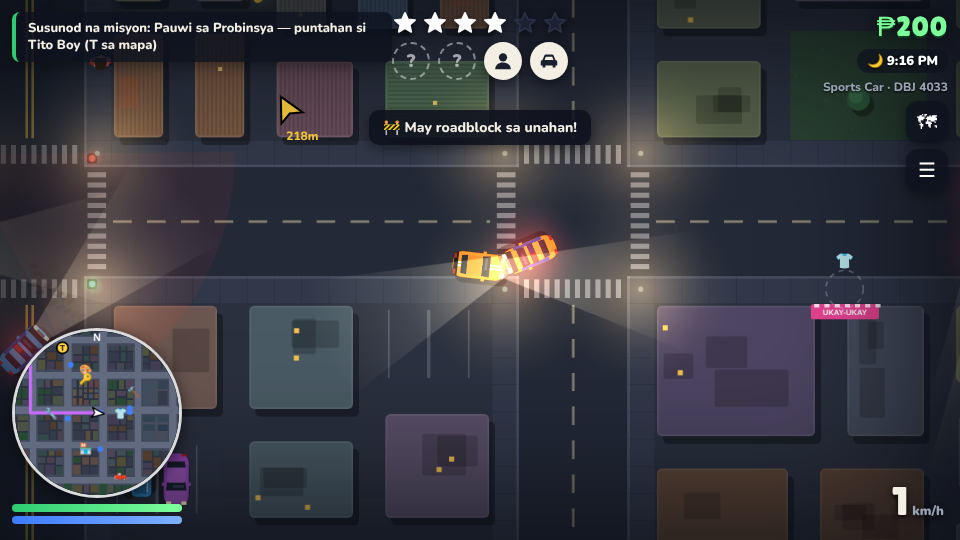 Susunod na misyon: Pauwi sa Probinsya — puntahan si
Tito Boy (T sa mapa)
? ?
₱200
🌙 9:16 PM
Sports Car · DBJ 4033
218m
🚧 May roadblock sa unahan!
UKAY-UKAY
N
T
1 km/h